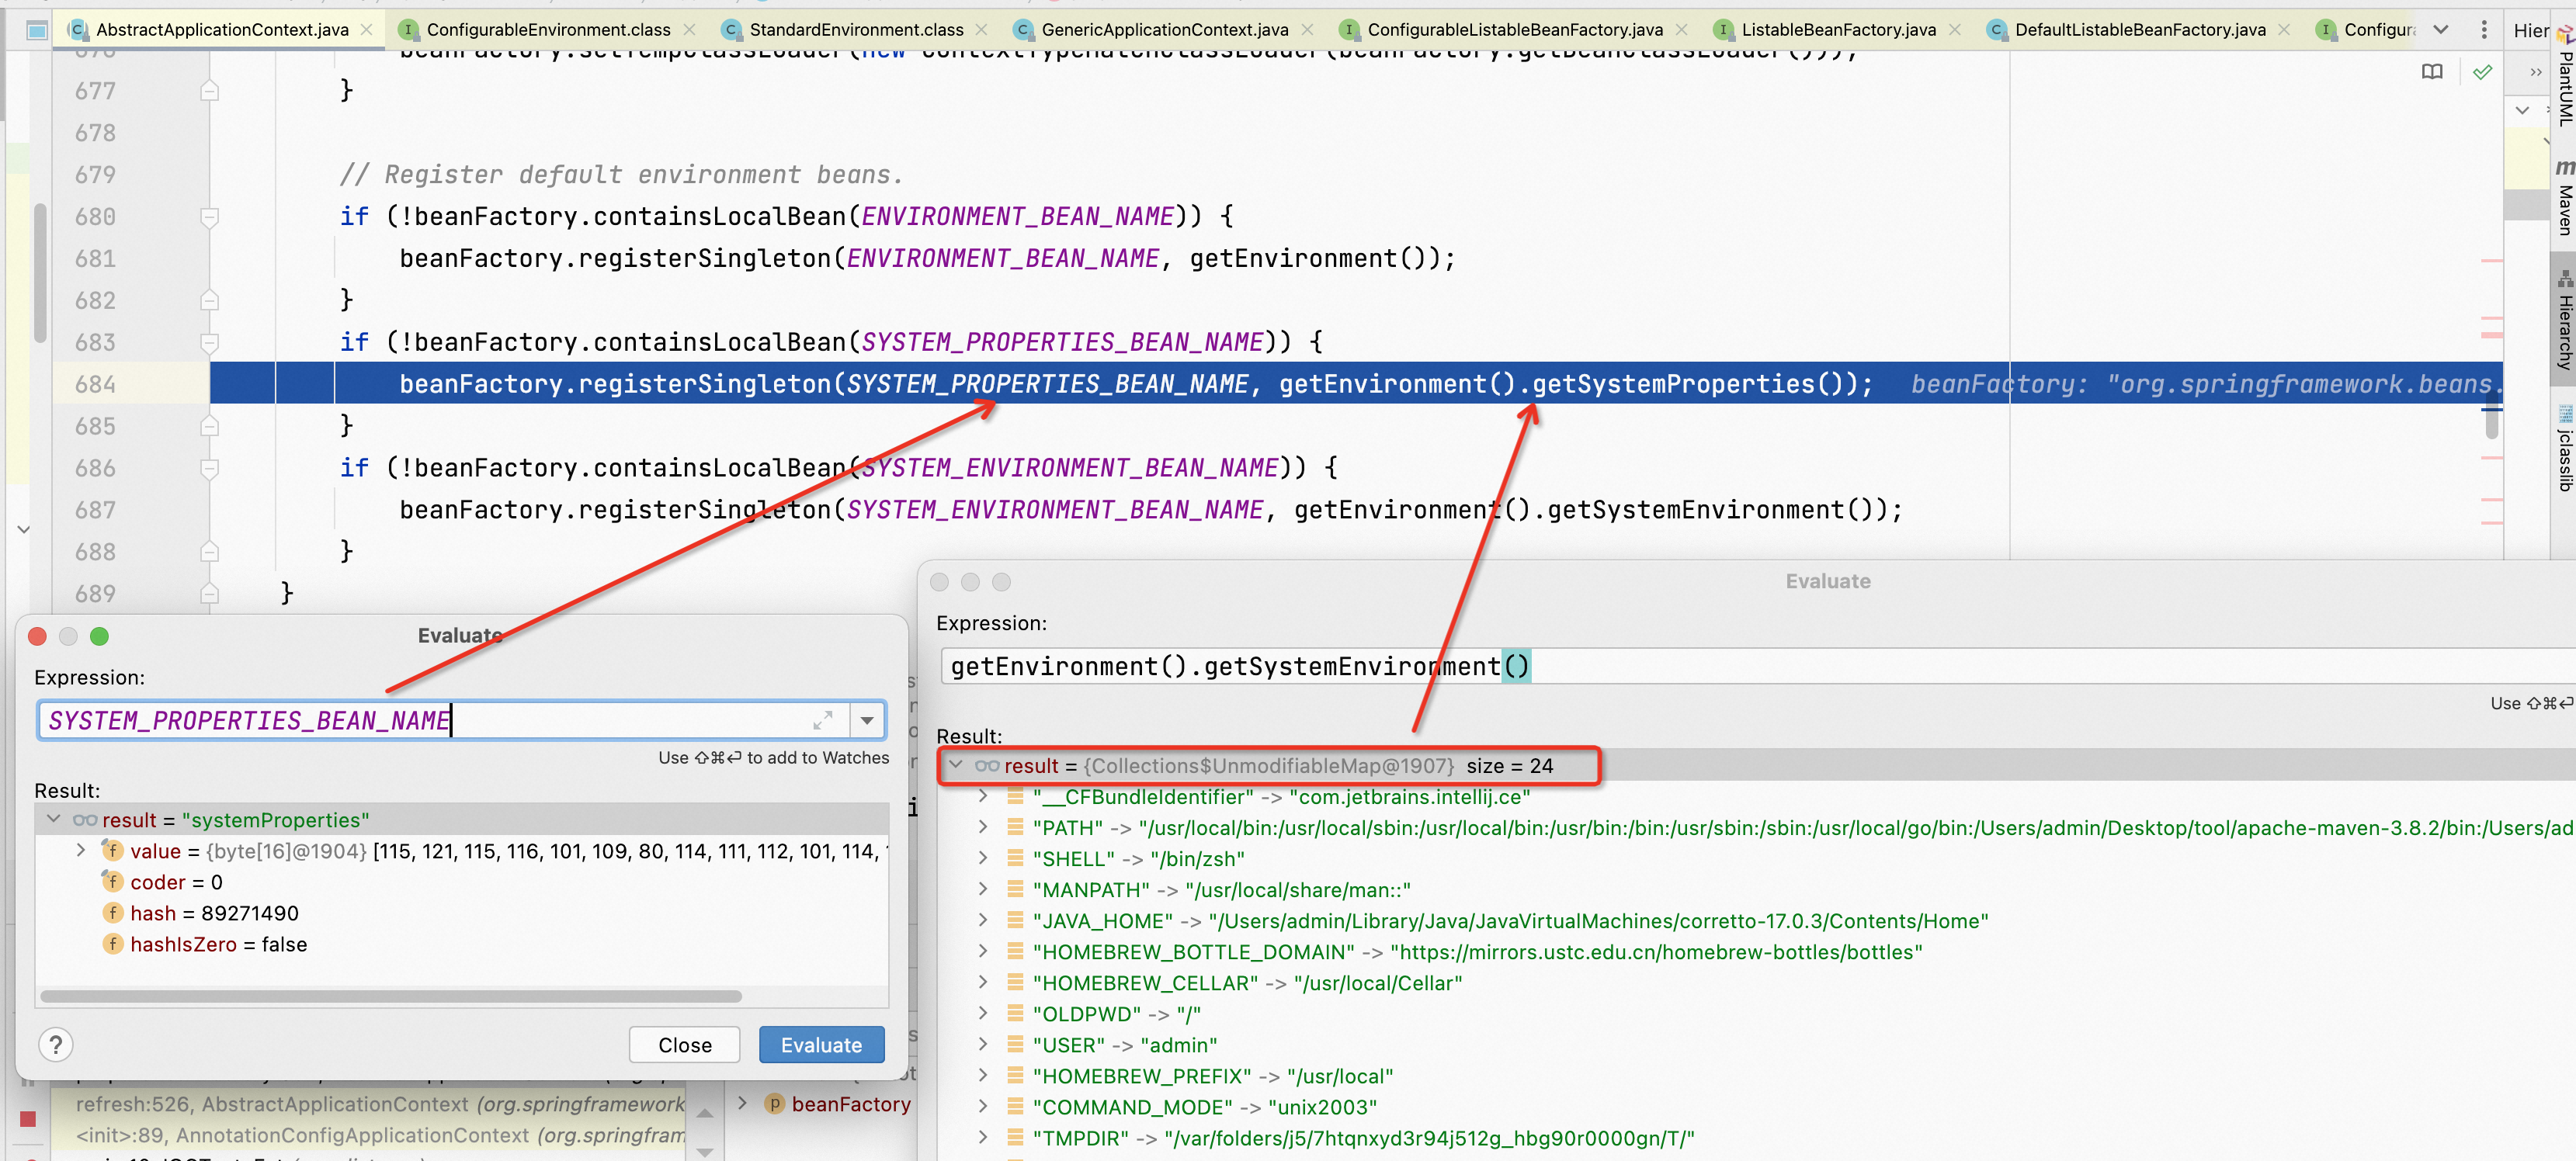 AbstractApplicationContext.java ConfigurableEnvironment.class StandardEnvironment.class GenericApplicationContext.java ConfigurableListableBeanFactory.java ListableBeanFactory.java DefaultListableBeanFactory.java Hier
677 }
678
679 // Register default environment beans.
680 if (!beanFactory.containsLocalBean(ENVIRONMENT_BEAN_NAME)) {
681 beanFactory.registerSingleton(ENVIRONMENT_BEAN_NAME, getEnvironment());
682 }
683 if (!beanFactory.containsLocalBean(SYSTEM_PROPERTIES_BEAN_NAME)) {
684 beanFactory.registerSingleton(SYSTEM_PROPERTIES_BEAN_NAME, getEnvironment().getSystemProperties()); beanFactory: "org.springframework.beans.
685 }
686 if (!beanFactory.containsLocalBean(SYSTEM_ENVIRONMENT_BEAN_NAME)) {
687 beanFactory.registerSingleton(SYSTEM_ENVIRONMENT_BEAN_NAME, getEnvironment().getSystemEnvironment());
688 }
689 }
PlantUML
Maven
Hierarchy
jclasslib
Evaluate
Expression:
SYSTEM_PROPERTIES_BEAN_NAME
Use ⇧⌘⏎ to add to Watches
Result:
result = "systemProperties"
value = {byte[16]@1904} [115, 121, 115, 116, 101, 109, 80, 114, 111, 112, 101, 114,
coder = 0
hash = 89271490
hashIsZero = false
? Close Evaluate
Evaluate
Expression:
getEnvironment().getSystemEnvironment()
Use ⇧⌘⏎
Result:
result = {Collections$UnmodifiableMap@1907} size = 24
"__CFBundleIdentifier" -> "com.jetbrains.intellij.ce"
"PATH" -> "/usr/local/bin:/usr/local/sbin:/usr/local/bin:/usr/bin:/bin:/usr/sbin:/sbin:/usr/local/go/bin:/Users/admin/Desktop/tool/apache-maven-3.8.2/bin:/Users/ad
"SHELL" -> "/bin/zsh"
"MANPATH" -> "/usr/local/share/man::"
"JAVA_HOME" -> "/Users/admin/Library/Java/JavaVirtualMachines/corretto-17.0.3/Contents/Home"
"HOMEBREW_BOTTLE_DOMAIN" -> "https://mirrors.ustc.edu.cn/homebrew-bottles/bottles"
"HOMEBREW_CELLAR" -> "/usr/local/Cellar"
"OLDPWD" -> "/"
"USER" -> "admin"
"HOMEBREW_PREFIX" -> "/usr/local"
"COMMAND_MODE" -> "unix2003"
"TMPDIR" -> "/var/folders/j5/7htqnxyd3r94j512g_hbg90r0000gn/T/"
refresh:526, AbstractApplicationContext (org.springframework
<init>:89, AnnotationConfigApplicationContext (org.springfram
beanFactory